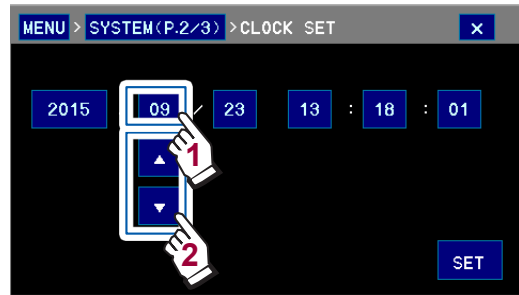 MENU > SYSTEM(P.2/3) >CLOCK SET ×
2015 09 / 23 13 : 18 : 01
1
2
SET